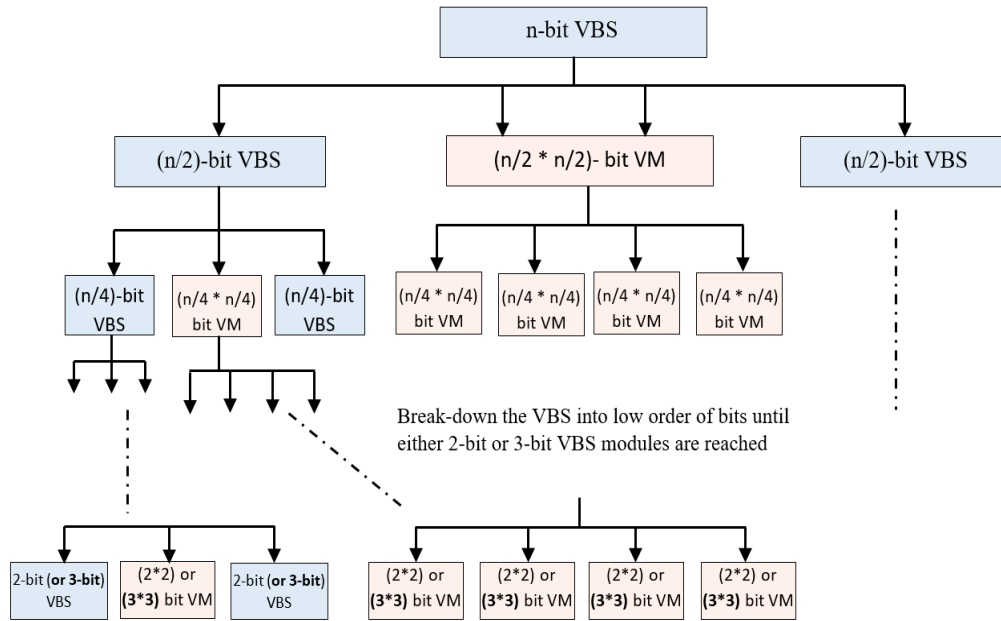 n-bit VBS
(n/2)-bit VBS
(n/2 * n/2)- bit VM
(n/2)-bit VBS
(n/4)-bit
VBS
(n/4 * n/4)
bit VM
(n/4)-bit
VBS
(n/4 * n/4)
bit VM
(n/4 * n/4)
bit VM
(n/4 * n/4)
bit VM
(n/4 * n/4)
bit VM
Break-down the VBS into low order of bits until
either 2-bit or 3-bit VBS modules are reached
2-bit (or 3-bit)
VBS
(2*2) or
(3*3) bit VM
2-bit (or 3-bit)
VBS
(2*2) or
(3*3) bit VM
(2*2) or
(3*3) bit VM
(2*2) or
(3*3) bit VM
(2*2) or
(3*3) bit VM